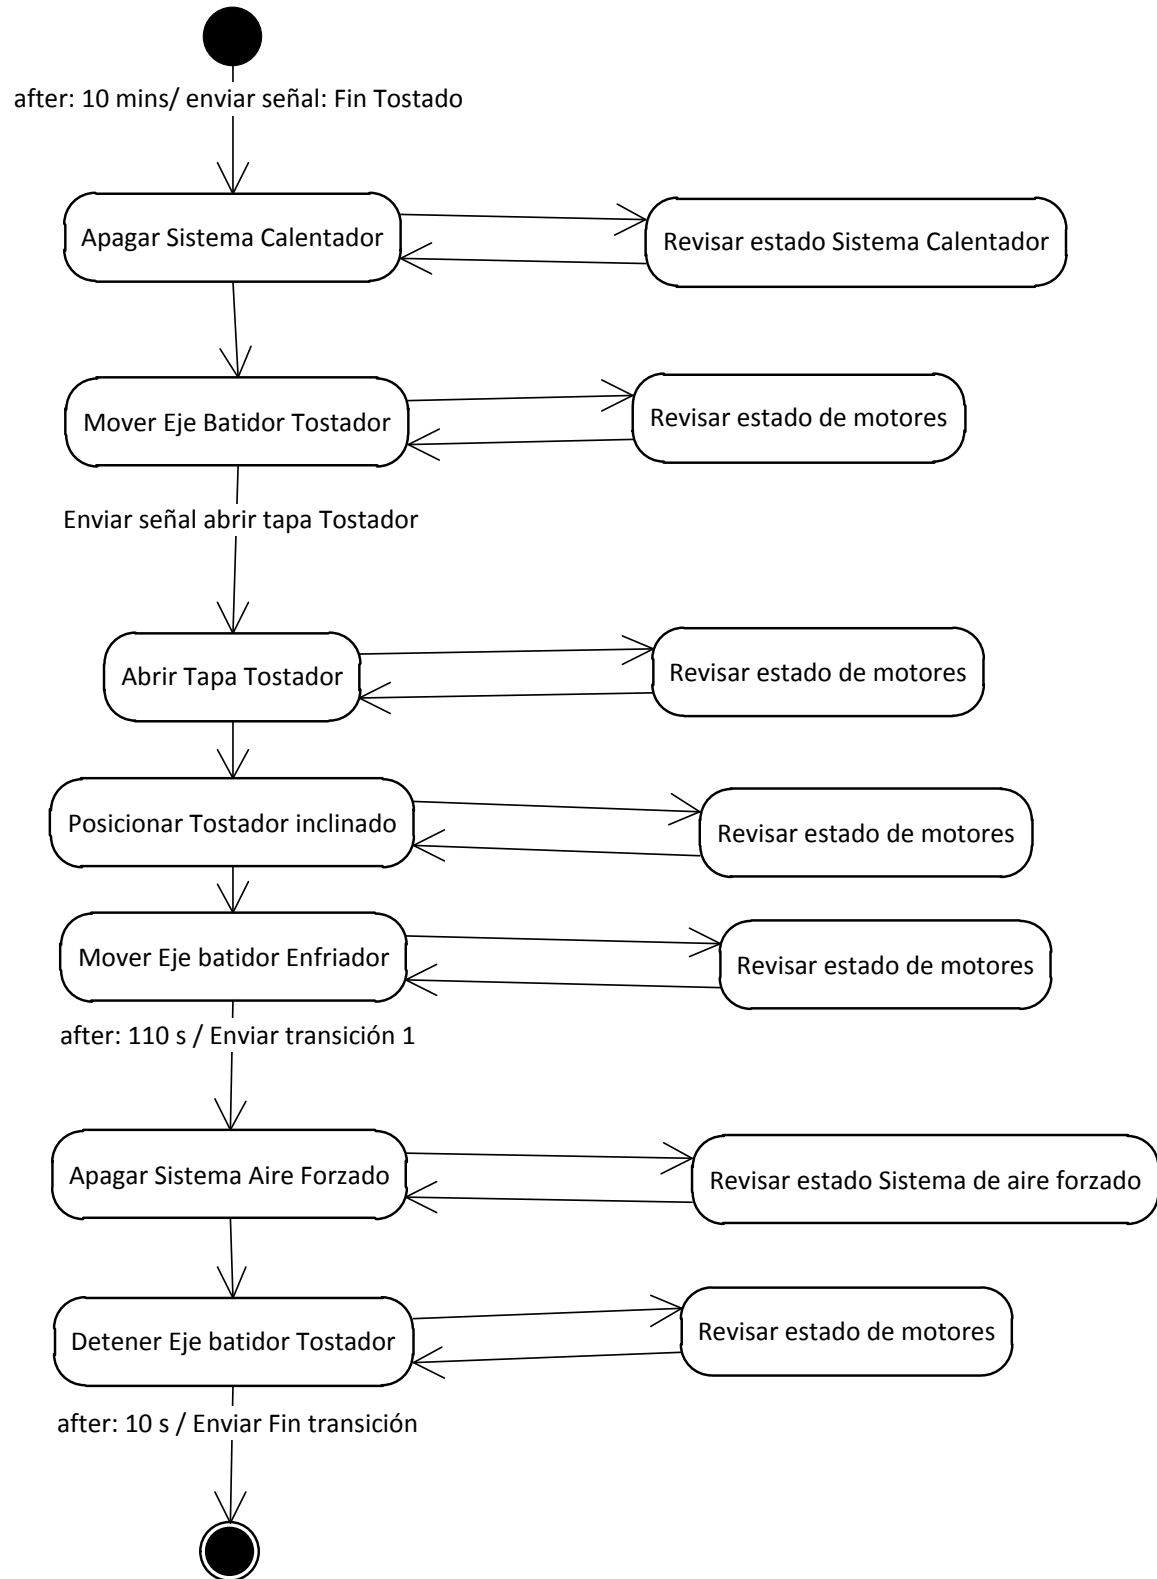 after: 10 mins/ enviar señal: Fin Tostado
Apagar Sistema Calentador
Revisar estado Sistema Calentador
Mover Eje Batidor Tostador
Revisar estado de motores
Enviar señal abrir tapa Tostador
Abrir Tapa Tostador
Revisar estado de motores
Posicionar Tostador inclinado
Revisar estado de motores
Mover Eje batidor Enfriador
Revisar estado de motores
after: 110 s / Enviar transición 1
Apagar Sistema Aire Forzado
Revisar estado Sistema de aire forzado
Detener Eje batidor Tostador
Revisar estado de motores
after: 10 s / Enviar Fin transición